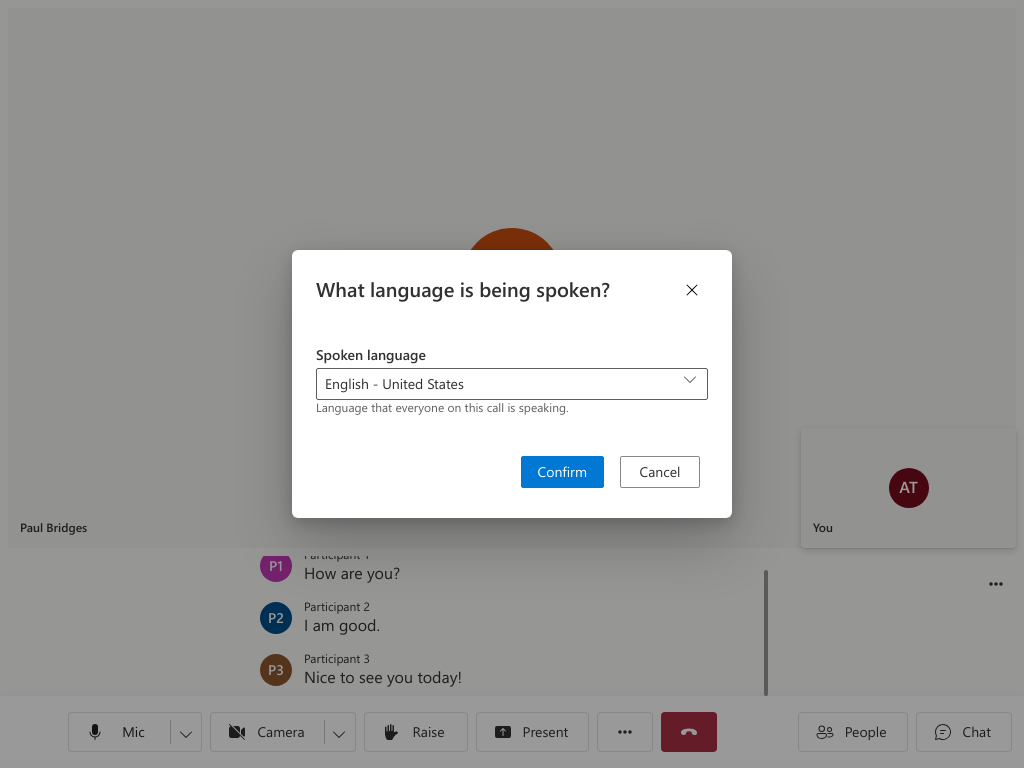 What language is being spoken?
Spoken language
English - United States
Language that everyone on this call is speaking.
Confirm
Cancel
AT
Paul Bridges
You
Participant 1
P1
How are you?
Participant 2
P2
I am good.
Participant 3
P3
Nice to see you today!
Mic
Camera
Raise
Present
People
Chat